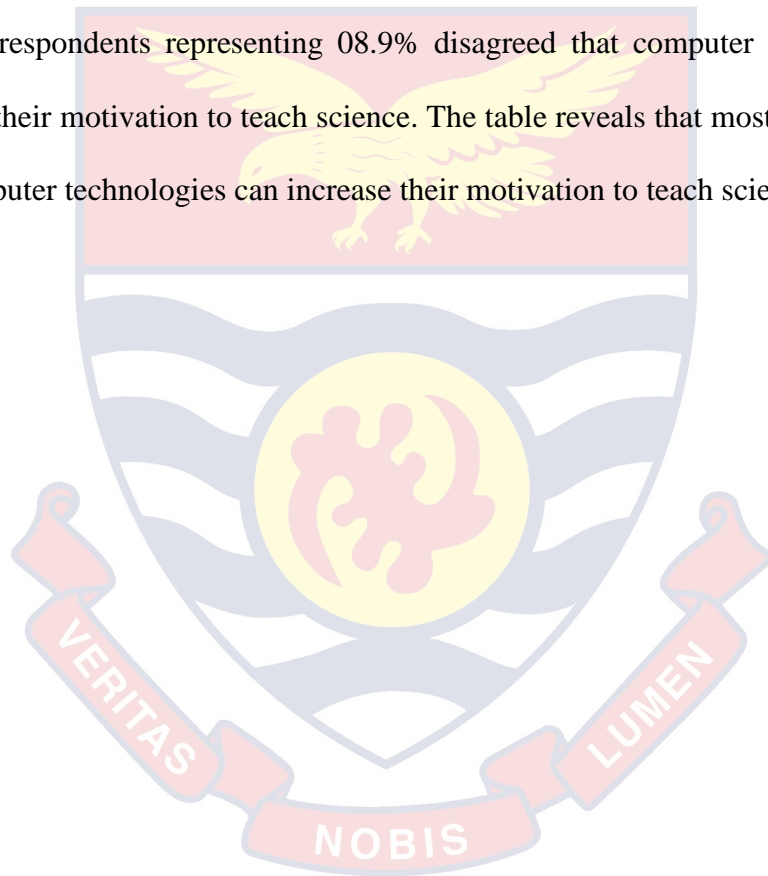 respondents representing 08.9% disagreed that computer
their motivation to teach science. The table reveals that most
puter technologies can increase their motivation to teach scie
VERITAS
NOBIS
LUMEN